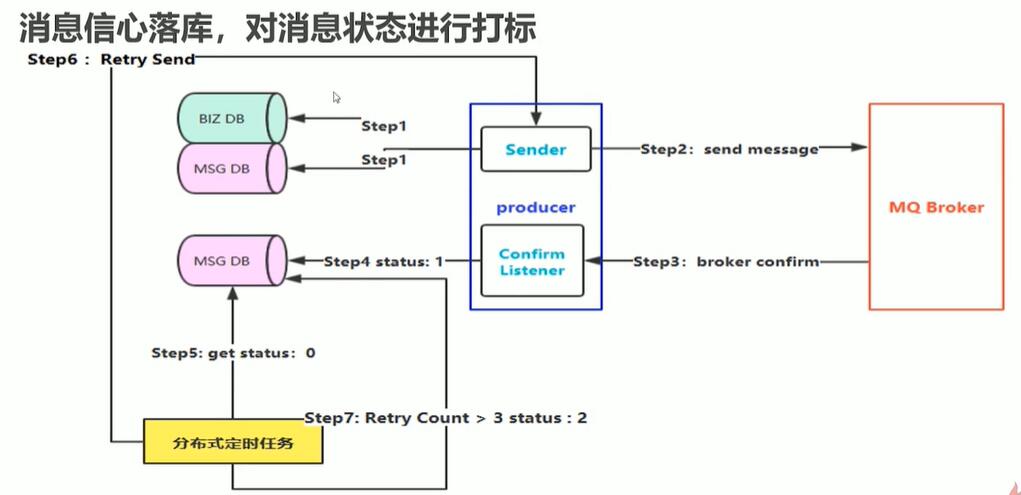 消息信心落库，对消息状态进行打标
Step6 ：Retry Send
BIZ DB
Step1
MSG DB
Step1
Sender
Step2：send message
producer
MQ Broker
MSG DB
Step4 status: 1
Confirm
Listener
Step3：broker confirm
Step5: get status：0
Step7: Retry Count > 3 status : 2
分布式定时任务